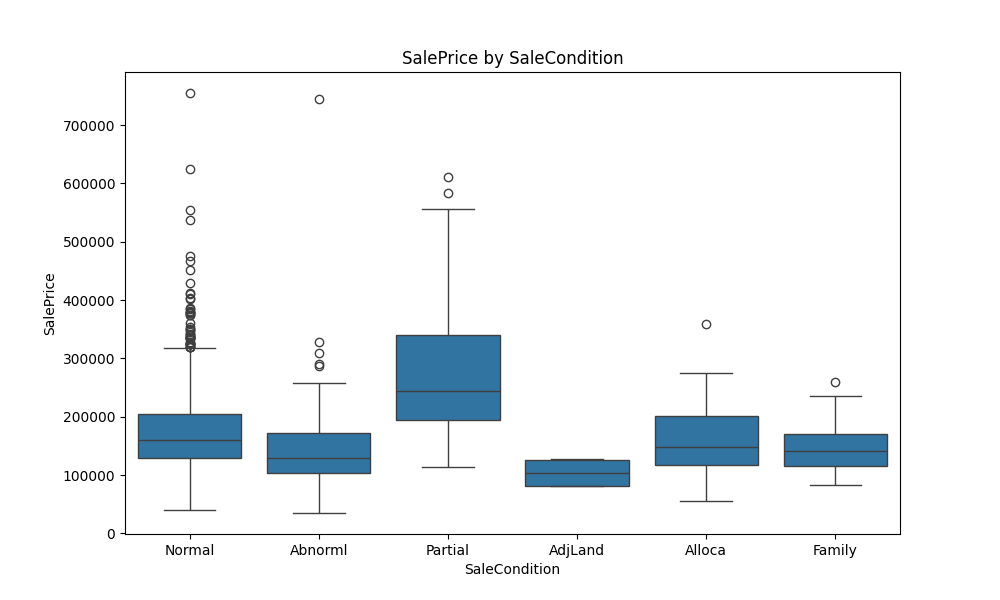 SalePrice by SaleCondition
SalePrice
700000
600000
500000
400000
300000
200000
100000
0
Normal Abnorml Partial AdjLand Alloca Family
SaleCondition